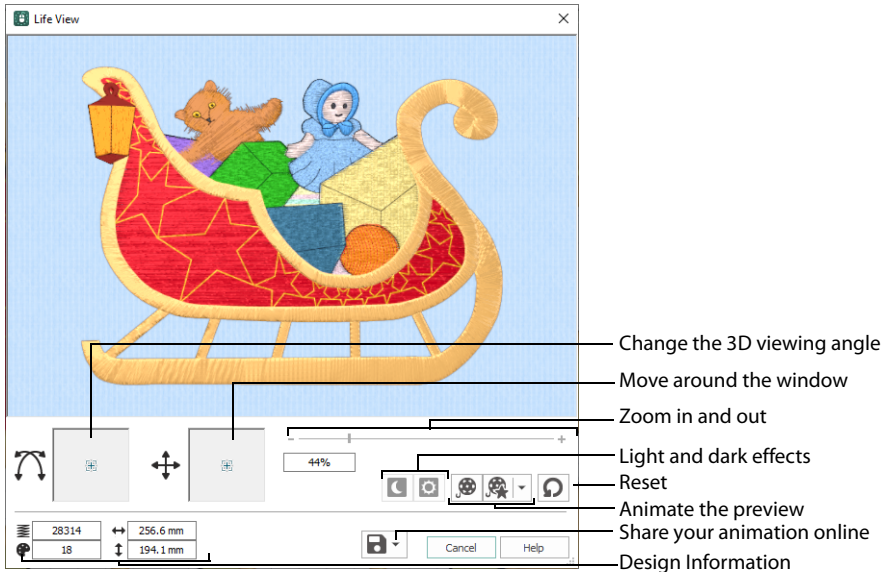 Life View
Change the 3D viewing angle
Move around the window
Zoom in and out
- +
44%
Light and dark effects
Reset
Animate the preview
28314 256.6 mm
Share your animation online
18 194.1 mm
Cancel Help
Design Information